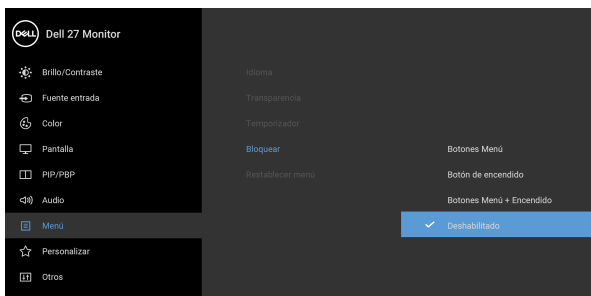 DELL
Dell 27 Monitor
Brillo/Contraste
Idioma
Fuente entrada
Transparencia
Color
Temporizador
Pantalla
Bloquear
Botones Menú
PIP/PBP
Restablecer menú
Botón de encendido
Audio
Botones Menú + Encendido
Menú
Deshabilitado
Personalizar
Otros